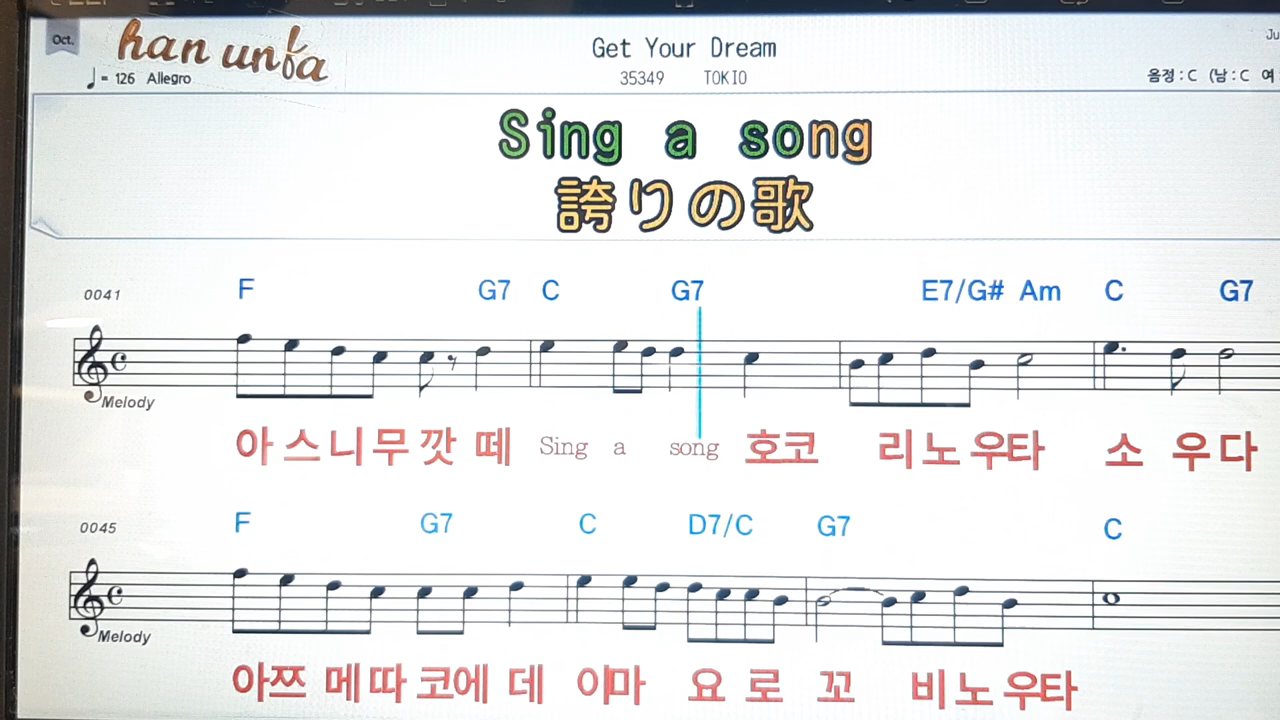 Oct.
han unfa
Get Your Dream
♩= 126 Allegro
35349 TOKIO
음정 : C (남 : C 여
Sing a song
誇りの歌
0041
F G7 C G7 E7/G# Am C G7
Melody
아 스 니 무 깟 떼 Sing a song 호코 리 노 우타 소 우 다
0045
F G7 C D7/C G7 C
Melody
아쯔 메 따 코에 데 이마 요 로 꼬 비 노 우타